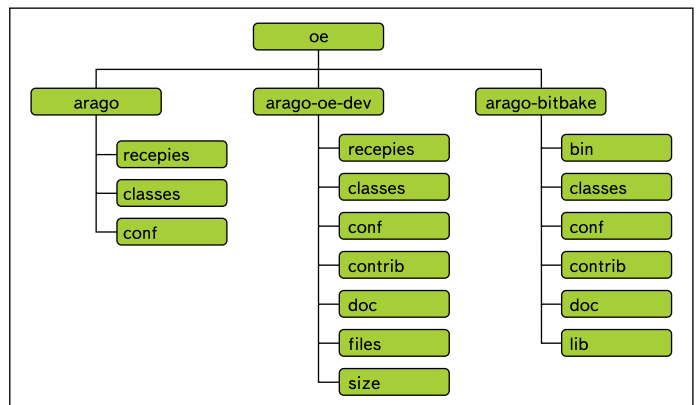 oe
arago
recepies
classes
conf
arago-oe-dev
recepies
classes
conf
contrib
doc
files
size
arago-bitbake
bin
classes
conf
contrib
doc
lib